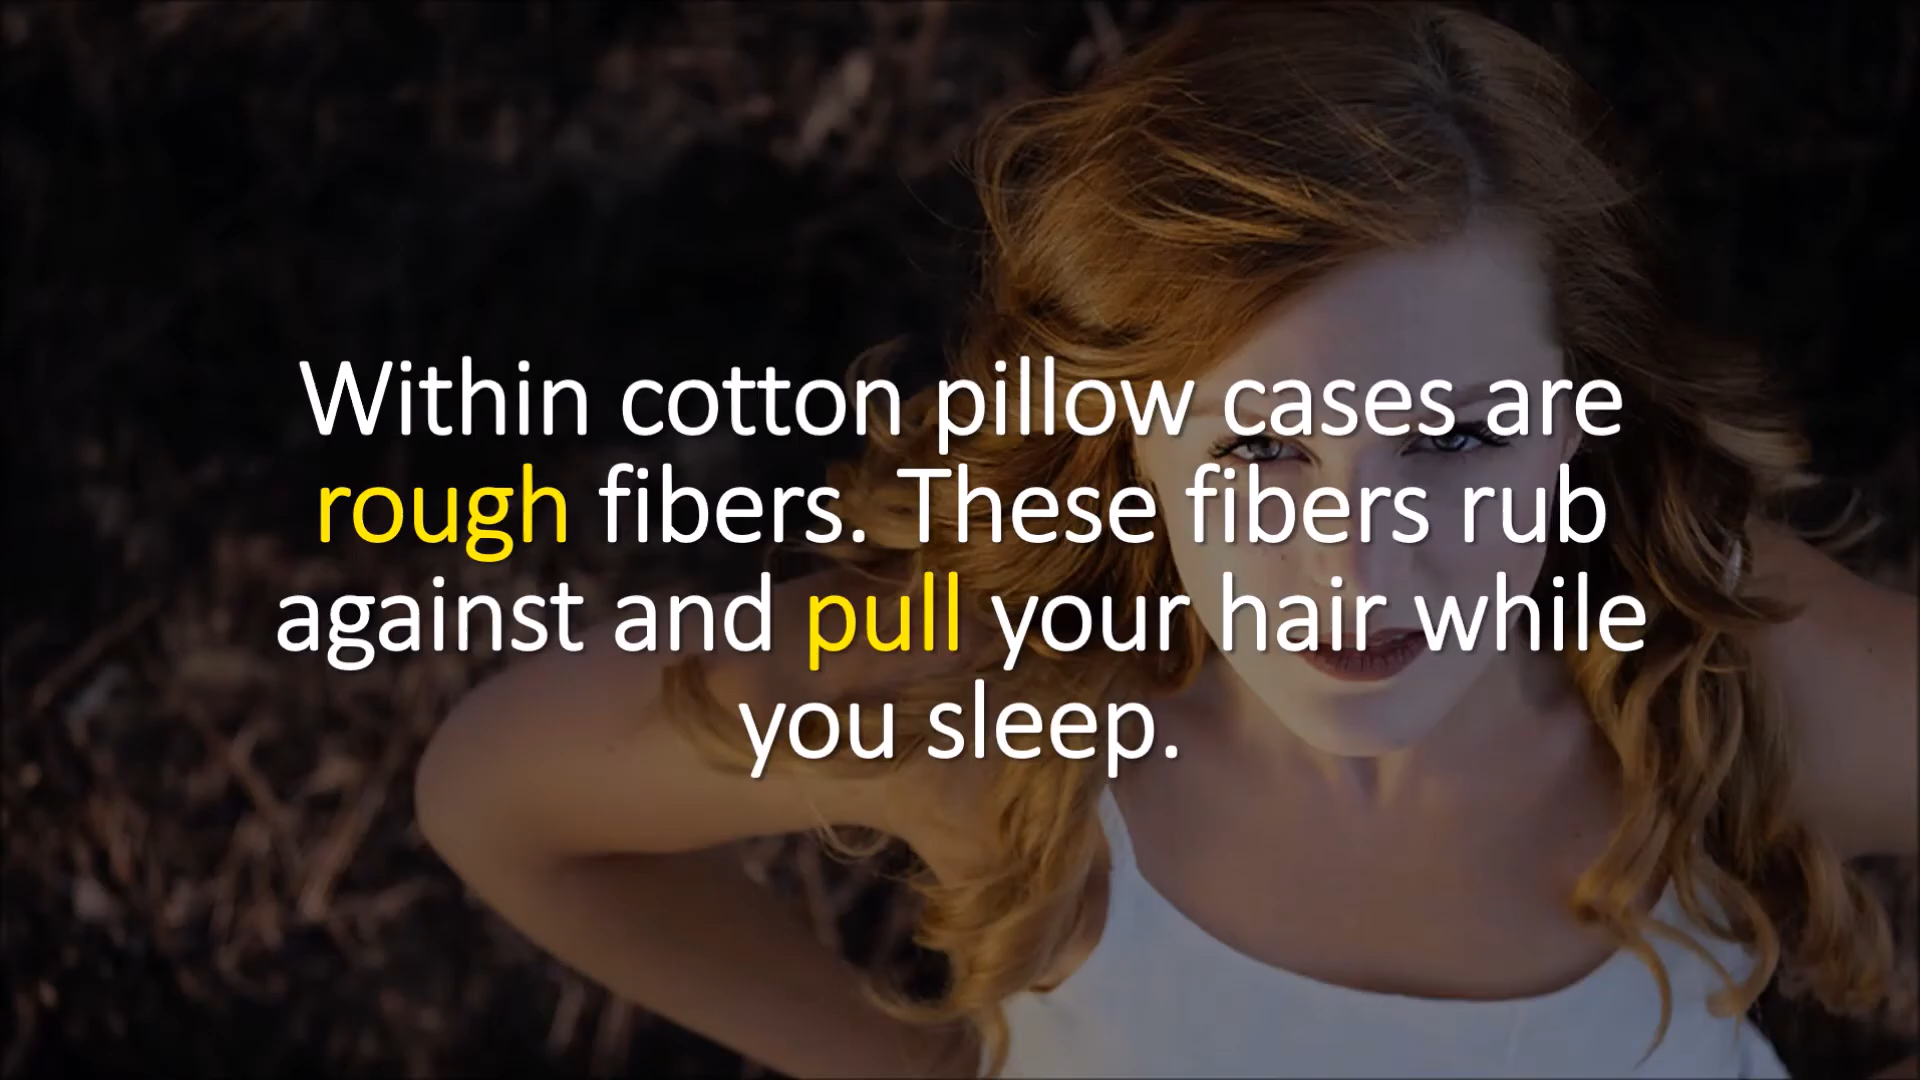 Within cotton pillow cases are
rough fibers. These fibers rub
against and pull your hair while
you sleep.